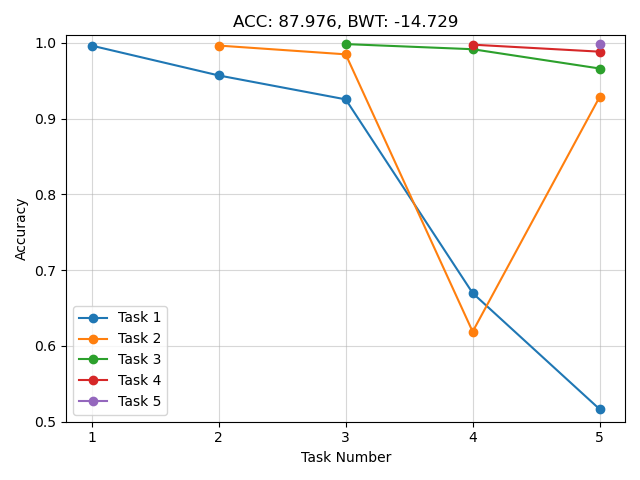 ACC: 87.976, BWT: -14.729
1.0
0.9
0.8
0.7
0.6
0.5
Accuracy
Task 1
Task 2
Task 3
Task 4
Task 5
1 2 3 4 5
Task Number